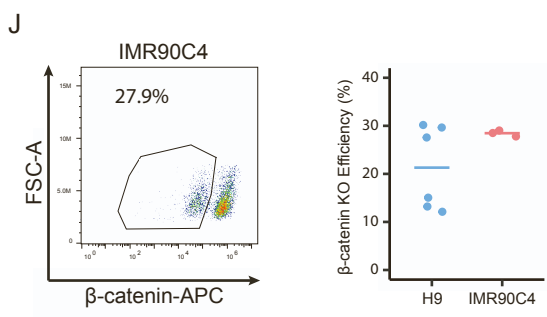 J
IMR90C4
27.9%
FSC-A
15M
10M
5.0M
0
10^0
10^2
10^4
10^6
β-catenin-APC
β-catenin KO Efficiency (%)
40
30
20
10
0
H9
IMR90C4